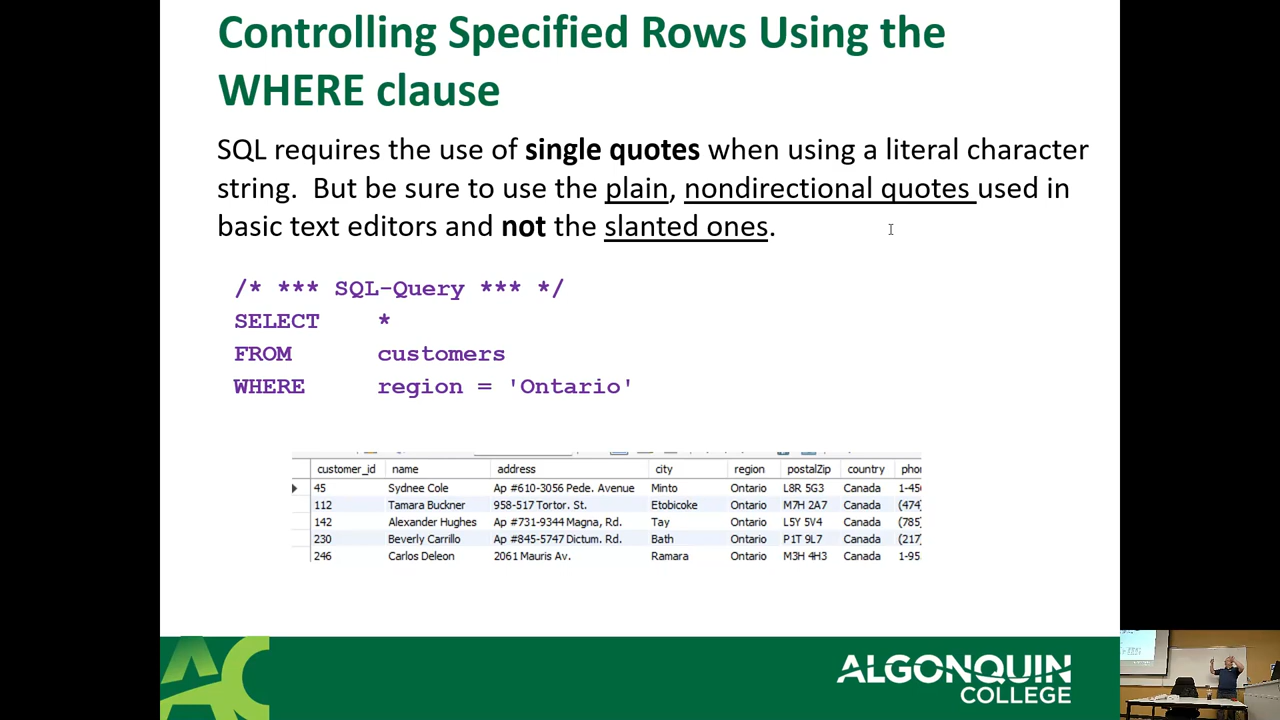 Controlling Specified Rows Using the
WHERE clause
SQL requires the use of single quotes when using a literal character
string. But be sure to use the plain, nondirectional quotes used in
basic text editors and not the slanted ones.
/* *** SQL-Query *** */
SELECT *
FROM customers
WHERE region = 'Ontario'
customer_id name address city region postalZip country
45 Sydnee Cole Ap #610-3056 Pede. Avenue Minto Ontario L8R 5G3 Canada 1-45
112 Tamara Buckner 958-517 Tortor. St. Etobicoke Ontario M7H 2A7 Canada (474)
142 Alexander Hughes Ap #731-9344 Magna, Rd. Tay Ontario L5Y 5V4 Canada (785)
230 Beverly Carrillo Ap #845-5747 Dictum. Rd. Bath Ontario P1T 9L7 Canada (217)
246 Carlos Deleon 2061 Mauris Av. Ramara Ontario M3H 4H3 Canada 1-95
AC
ALGONQUIN
COLLEGE